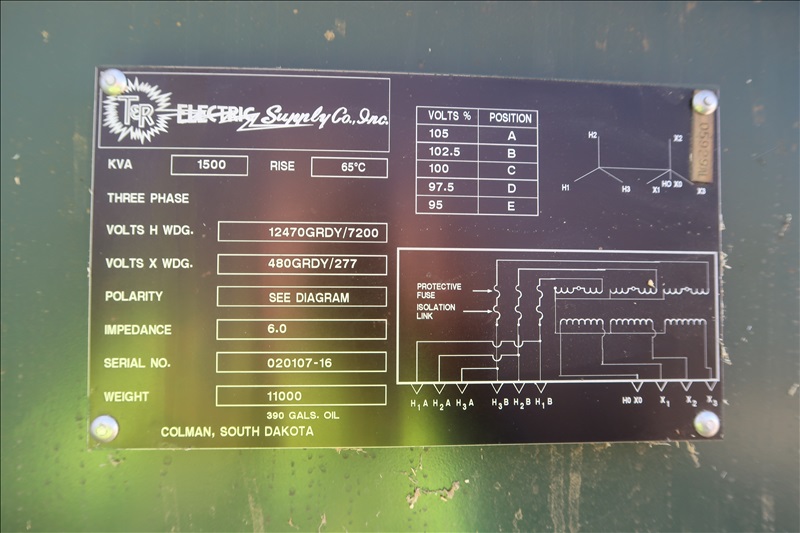 T&R ELECTRIC Supply Co., Inc.
KVA 1500 RISE 65°C
THREE PHASE
VOLTS H WDG. 12470GRDY/7200
VOLTS X WDG. 480GRDY/277
POLARITY SEE DIAGRAM
IMPEDANCE 6.0
SERIAL NO. 020107-16
WEIGHT 11000
390 GALS. OIL
COLMAN, SOUTH DAKOTA
VOLTS % POSITION
105 A
102.5 B
100 C
97.5 D
95 E
H2 X2
H1 H3 X1 H0 X0 X3
PROTECTIVE
FUSE
ISOLATION
LINK
H1A H2A H3A H3B H2B H1B H0 X0 X1 X2 X3